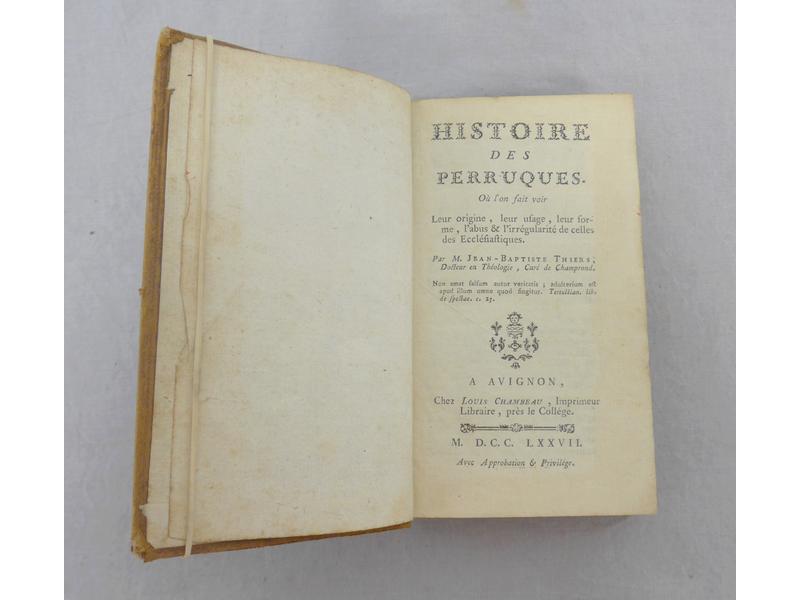 HISTOIRE
DES
PERRUQUES.
Où l'on fait voir
Leur origine, leur uſage, leur for-
me, l'abus & l'irrégularité de celles
des Eccléſiaſtiques.
Par M. JEAN-BAPTISTE THIERS,
Docteur en Théologie, Curé de Champrond.
Non amat falſum autor veritatis; adulterium eſt
apud illum omne quod fingitur. Tertullian. lib.
de ſpectac. c. 23.
A AVIGNON,
Chez LOUIS CHAMBEAU, Imprimeur
Libraire, près le Collége.
M. D. C. C. LXXVII.
Avec Approbation & Privilége.